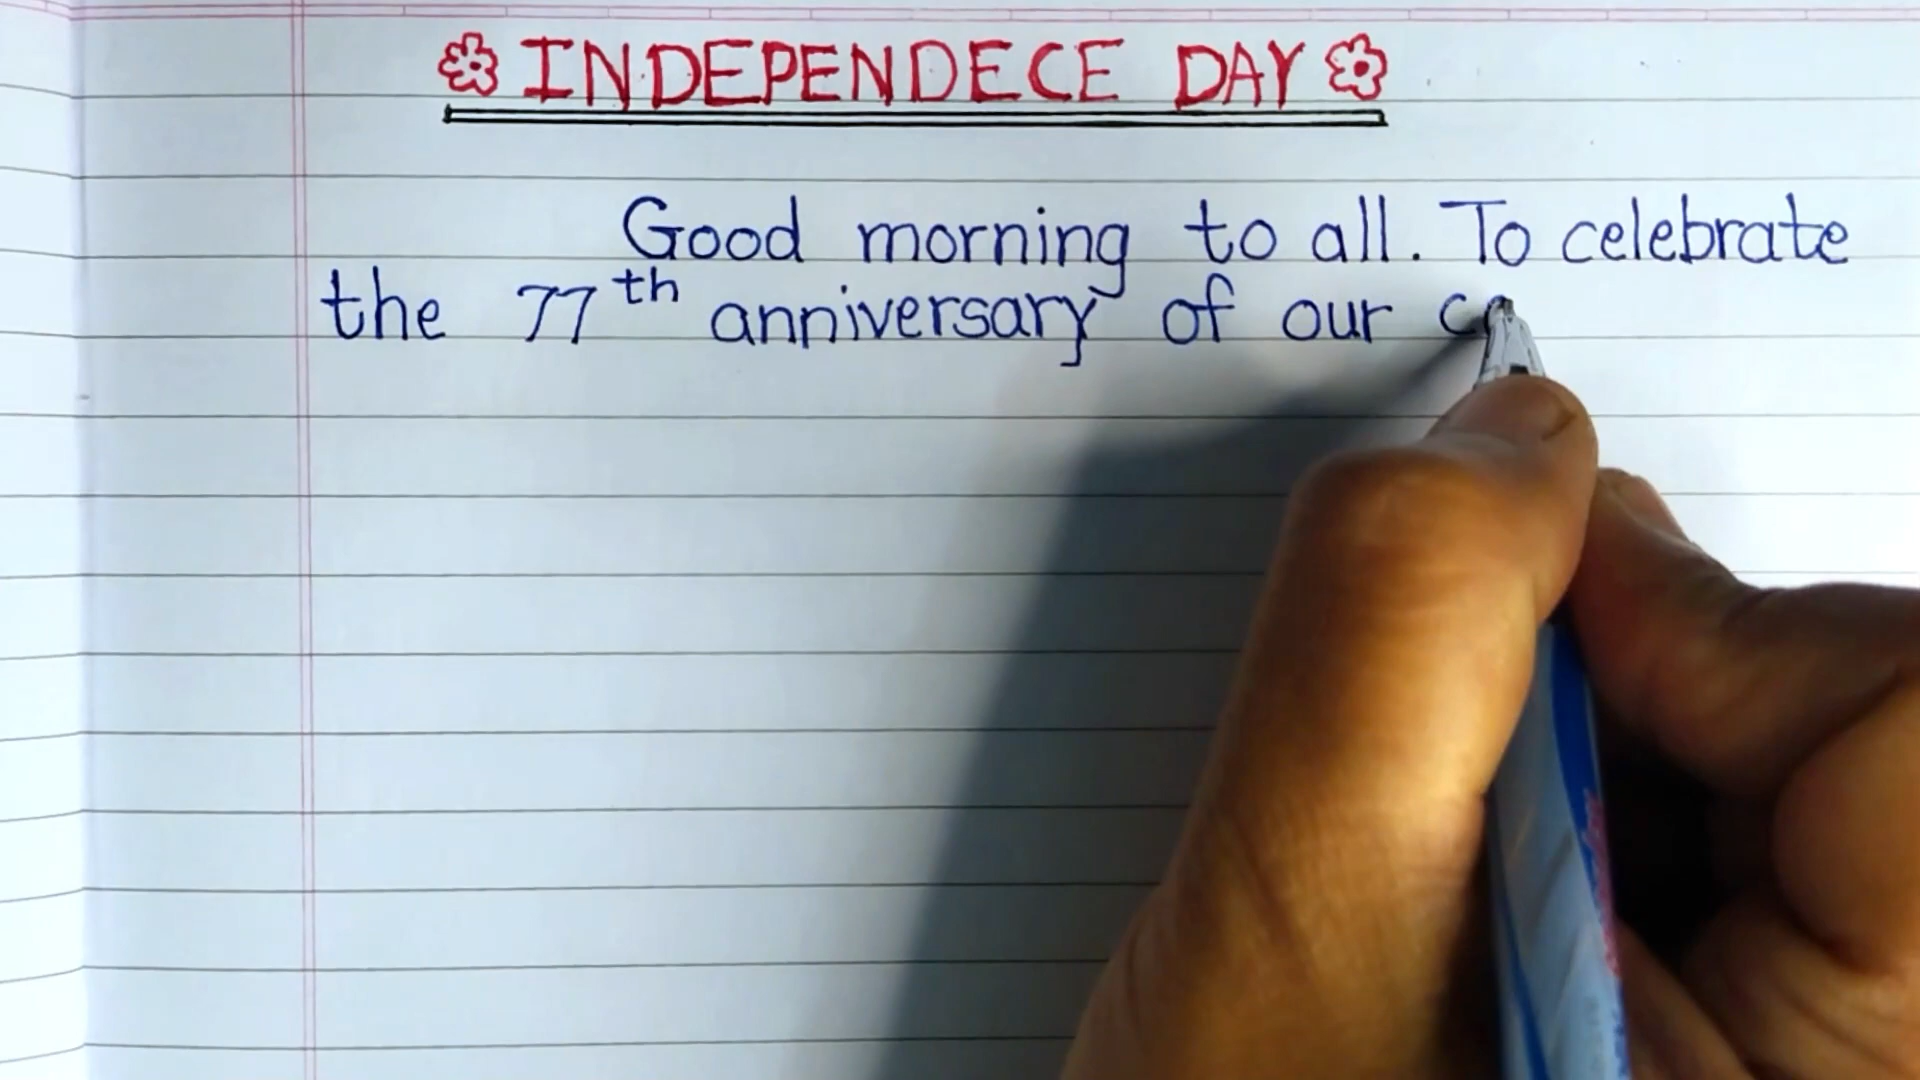 INDEPENDECE DAY
Good morning to all. To celebrate
the 77th anniversary of our